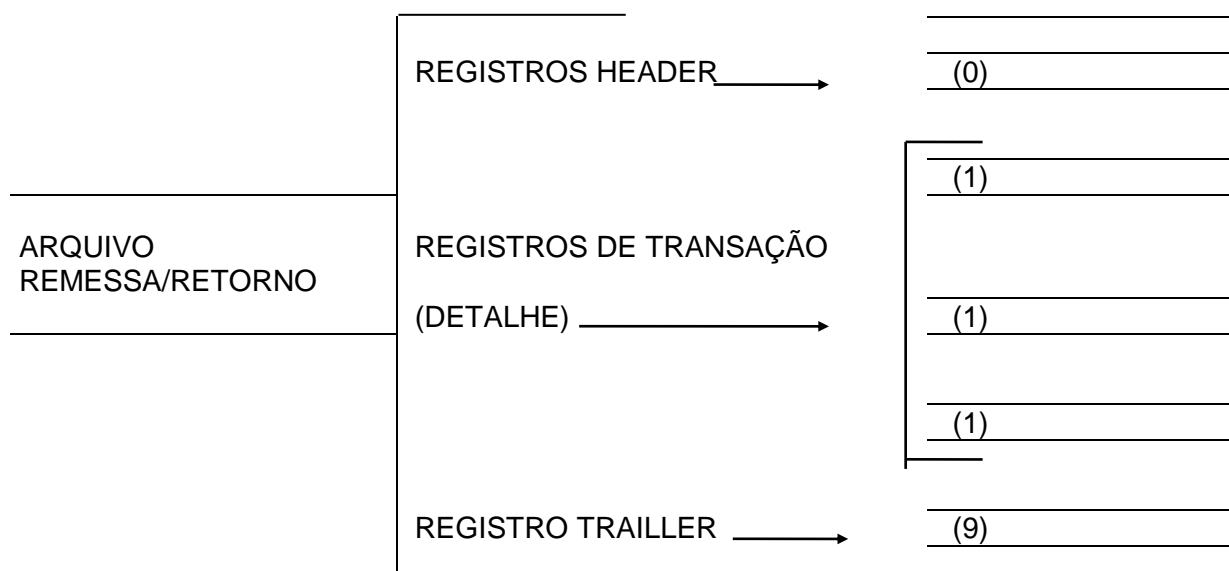 REGISTROS HEADER (0)
(1)
ARQUIVO
REMESSA/RETORNO
REGISTROS DE TRANSAÇÃO
(DETALHE) (1)
(1)
REGISTRO TRAILLER (9)